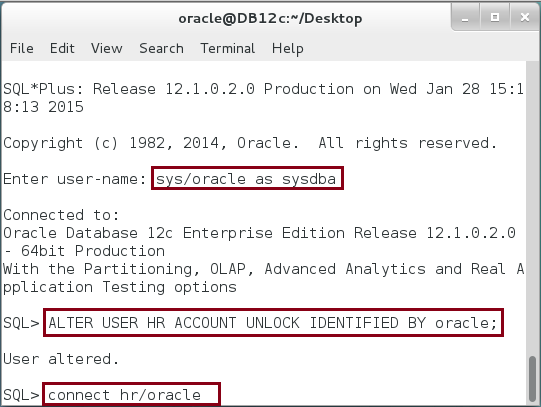 oracle@DB12c:~/Desktop
File Edit View Search Terminal Help
SQL*Plus: Release 12.1.0.2.0 Production on Wed Jan 28 15:1
8:13 2015
Copyright (c) 1982, 2014, Oracle.  All rights reserved.
Enter user-name: sys/oracle as sysdba
Connected to:
Oracle Database 12c Enterprise Edition Release 12.1.0.2.0
- 64bit Production
With the Partitioning, OLAP, Advanced Analytics and Real A
pplication Testing options
SQL> ALTER USER HR ACCOUNT UNLOCK IDENTIFIED BY oracle;
User altered.
SQL> connect hr/oracle